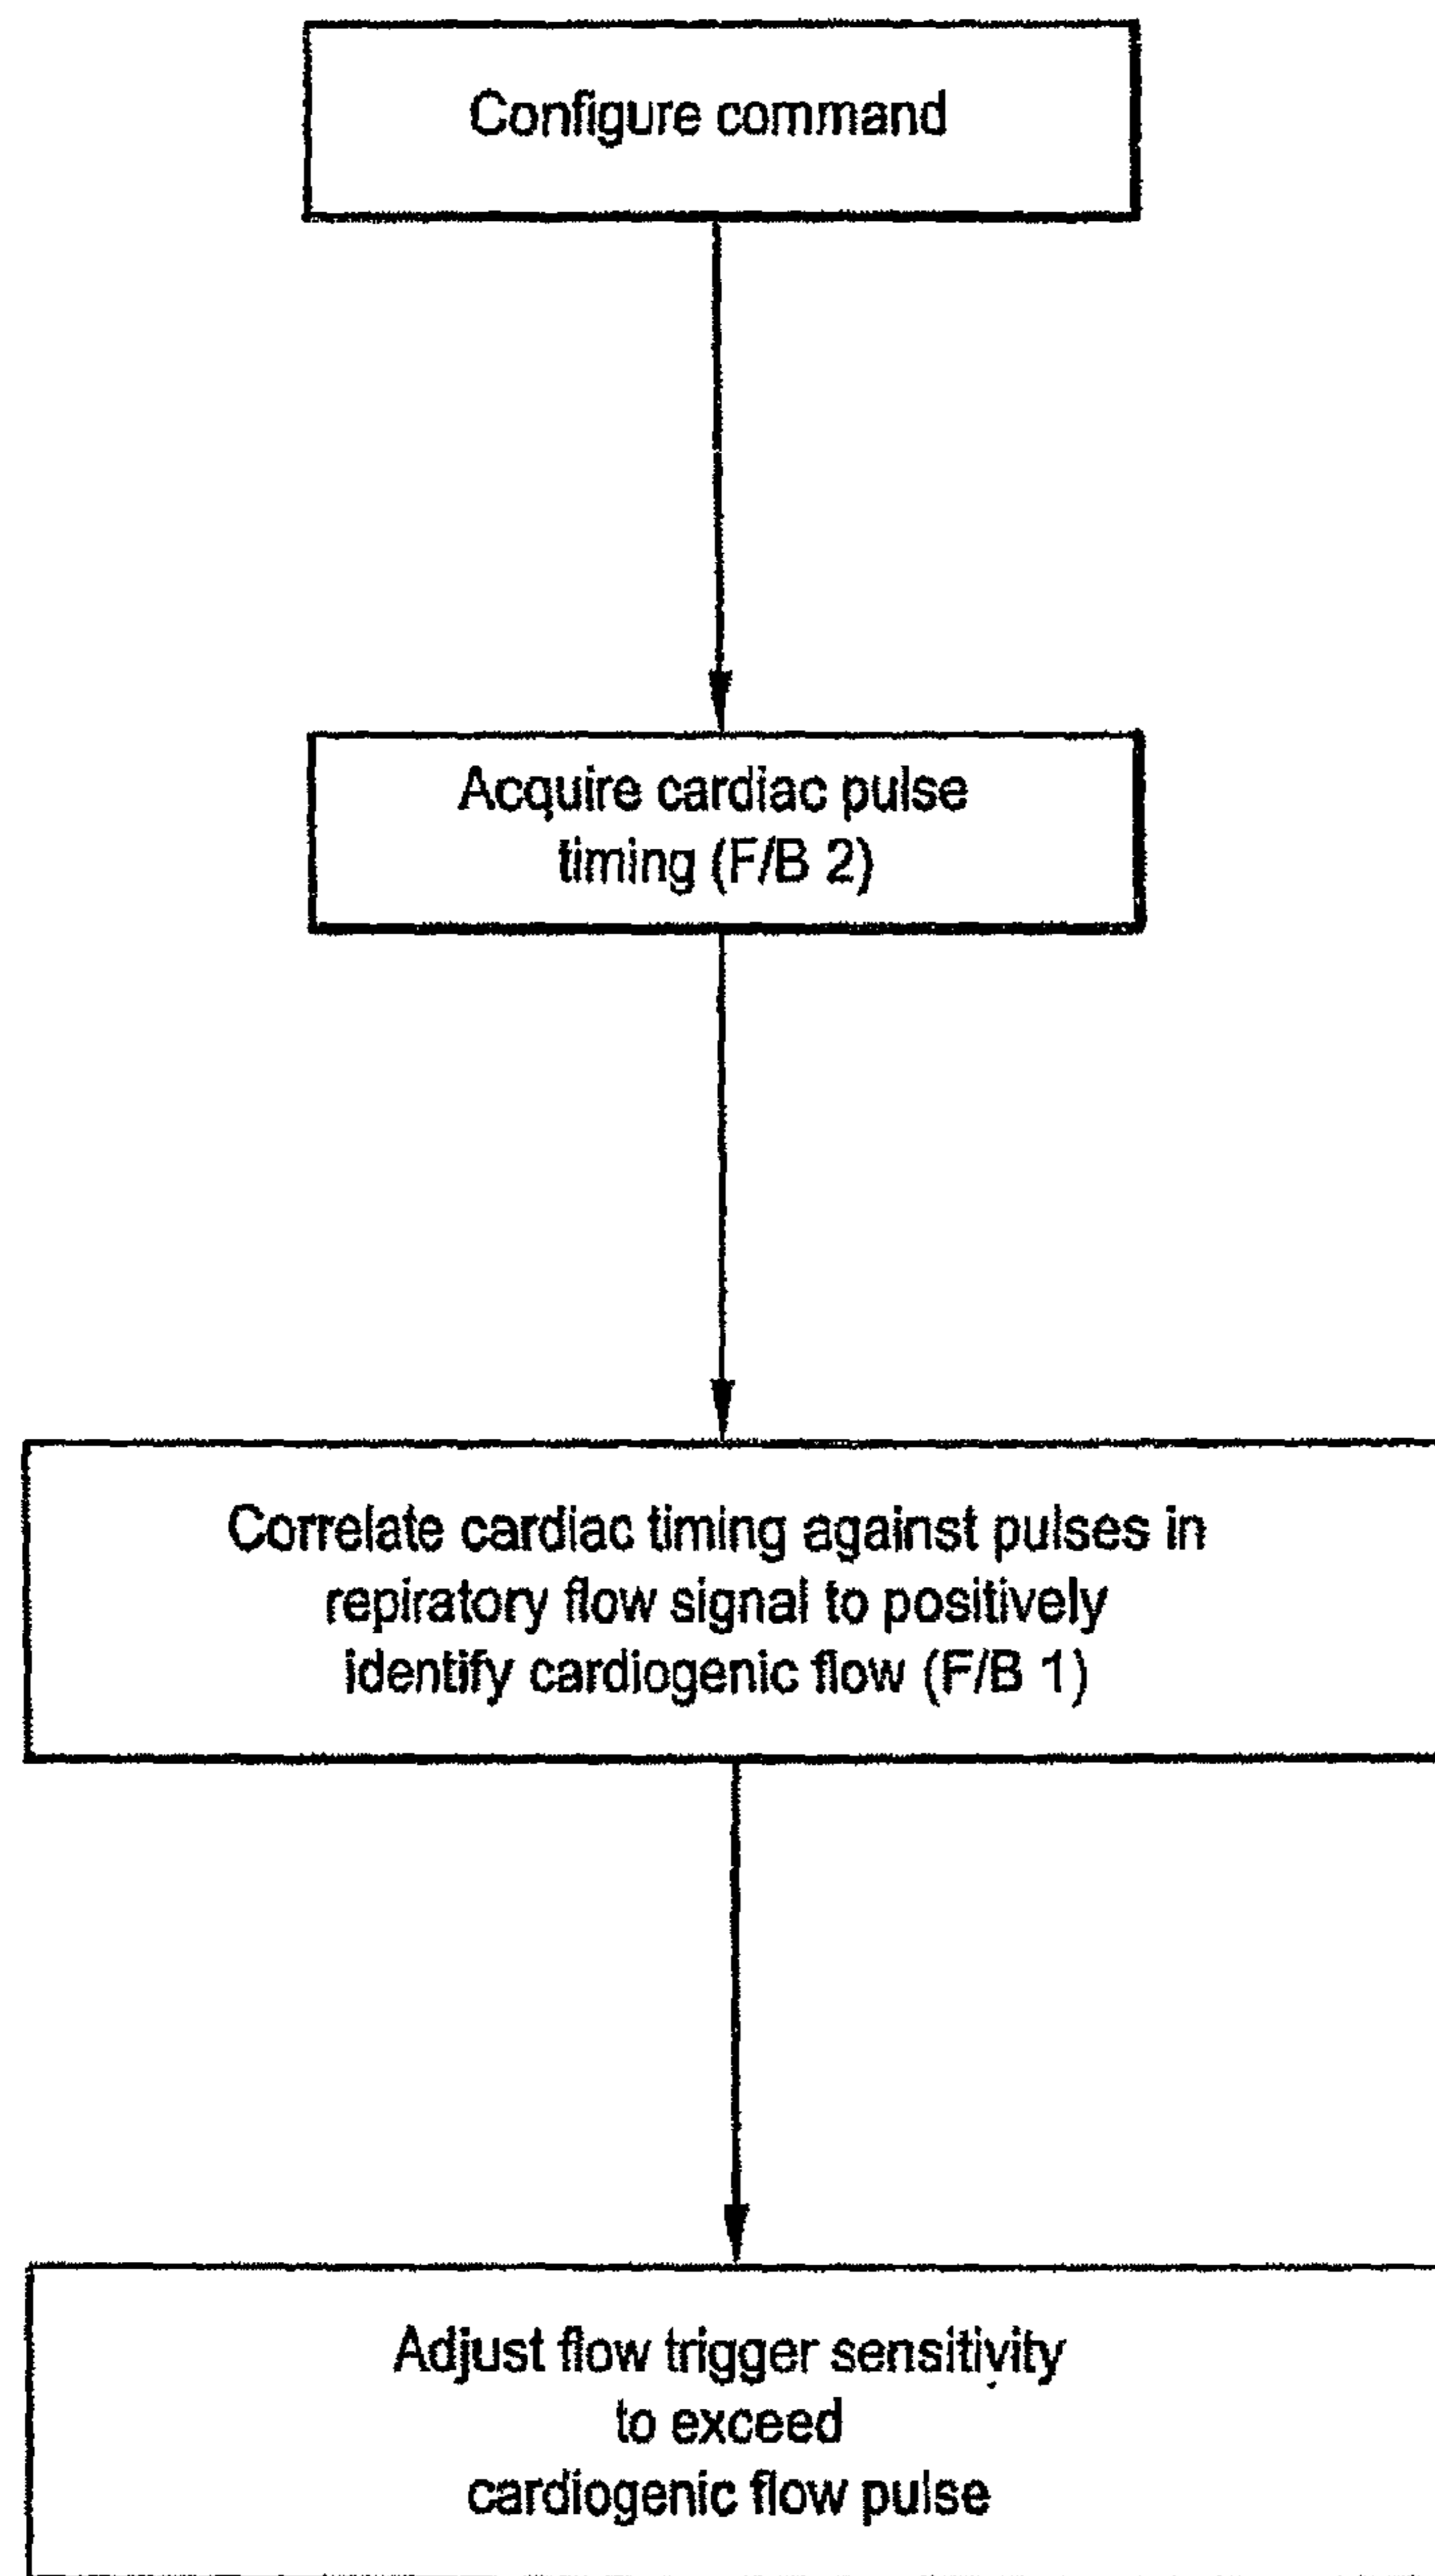 Configure command
Acquire cardiac pulse
timing (F/B 2)
Correlate cardiac timing against pulses in
repiratory flow signal to positively
identify cardiogenic flow (F/B 1)
Adjust flow trigger sensitivity
to exceed
cardiogenic flow pulse